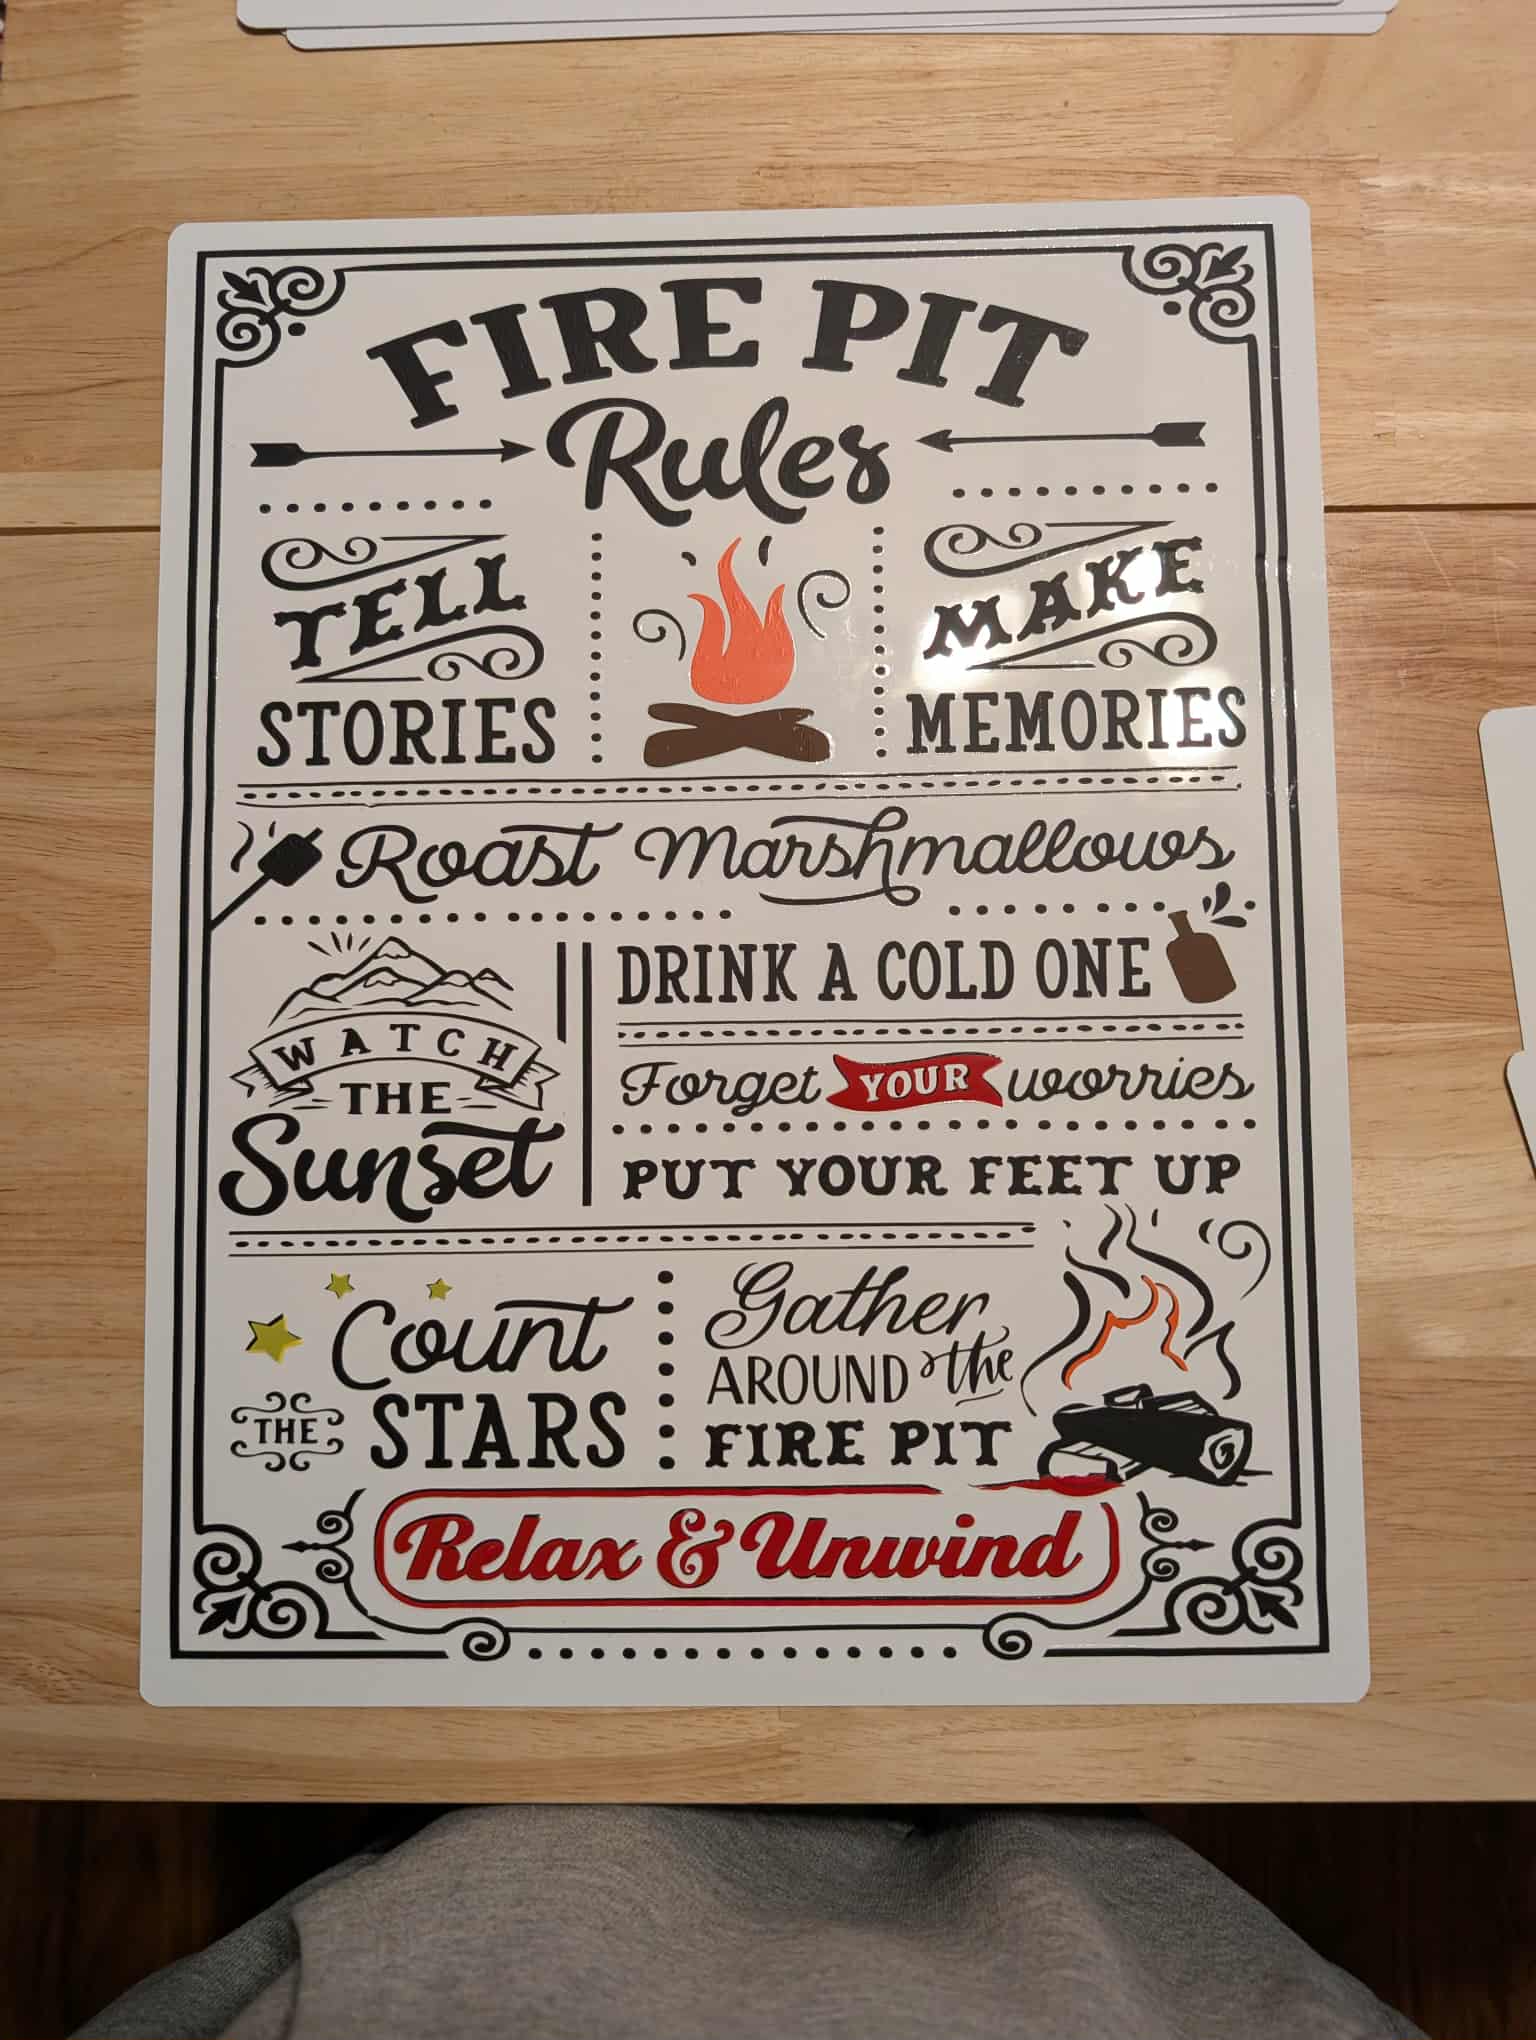 FIRE PIT
Rules
TELL
STORIES
MAKE
MEMORIES
Roast Marshmallows
WATCH
THE
Sunset
DRINK A COLD ONE
Forget YOUR worries
PUT YOUR FEET UP
Count
THE STARS
Gather
AROUND the
FIRE PIT
Relax & Unwind